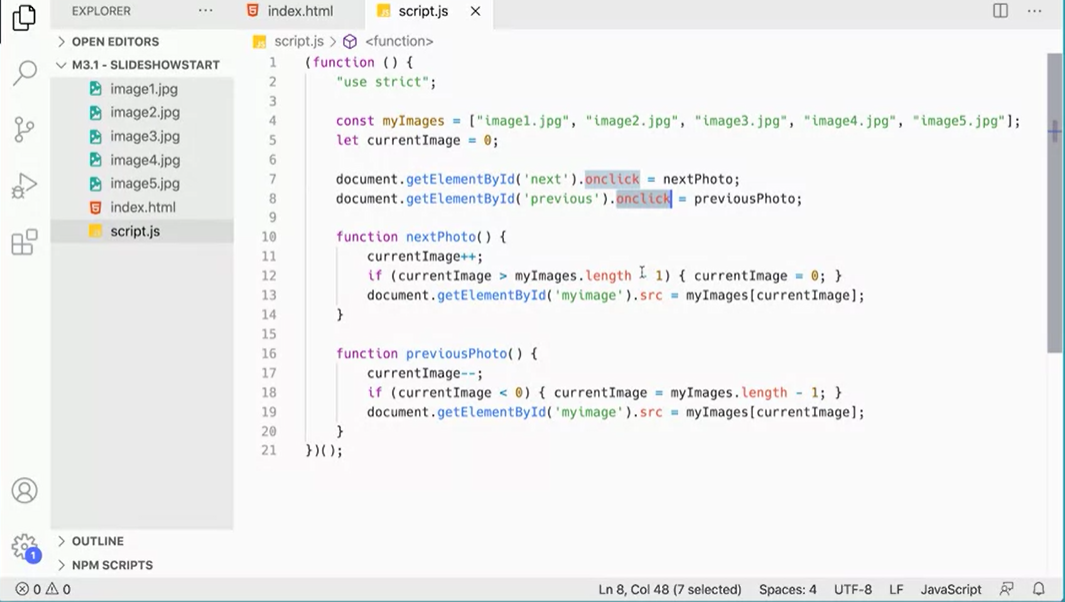 EXPLORER ···
index.html script.js ×
OPEN EDITORS
M3.1 - SLIDESHOWSTART
image1.jpg
image2.jpg
image3.jpg
image4.jpg
image5.jpg
index.html
script.js
OUTLINE
NPM SCRIPTS
1
script.js > <function>
1 (function () {
2 "use strict";
3
4 const myImages = ["image1.jpg", "image2.jpg", "image3.jpg", "image4.jpg", "image5.jpg"];
5 let currentImage = 0;
6
7 document.getElementById('next').onclick = nextPhoto;
8 document.getElementById('previous').onclick = previousPhoto;
9
10 function nextPhoto() {
11 currentImage++;
12 if (currentImage > myImages.length 1) { currentImage = 0; }
13 document.getElementById('myimage').src = myImages[currentImage];
14 }
15
16 function previousPhoto() {
17 currentImage--;
18 if (currentImage < 0) { currentImage = myImages.length - 1; }
19 document.getElementById('myimage').src = myImages[currentImage];
20 }
21 })();
0 0 Ln 8, Col 48 (7 selected) Spaces: 4 UTF-8 LF JavaScript